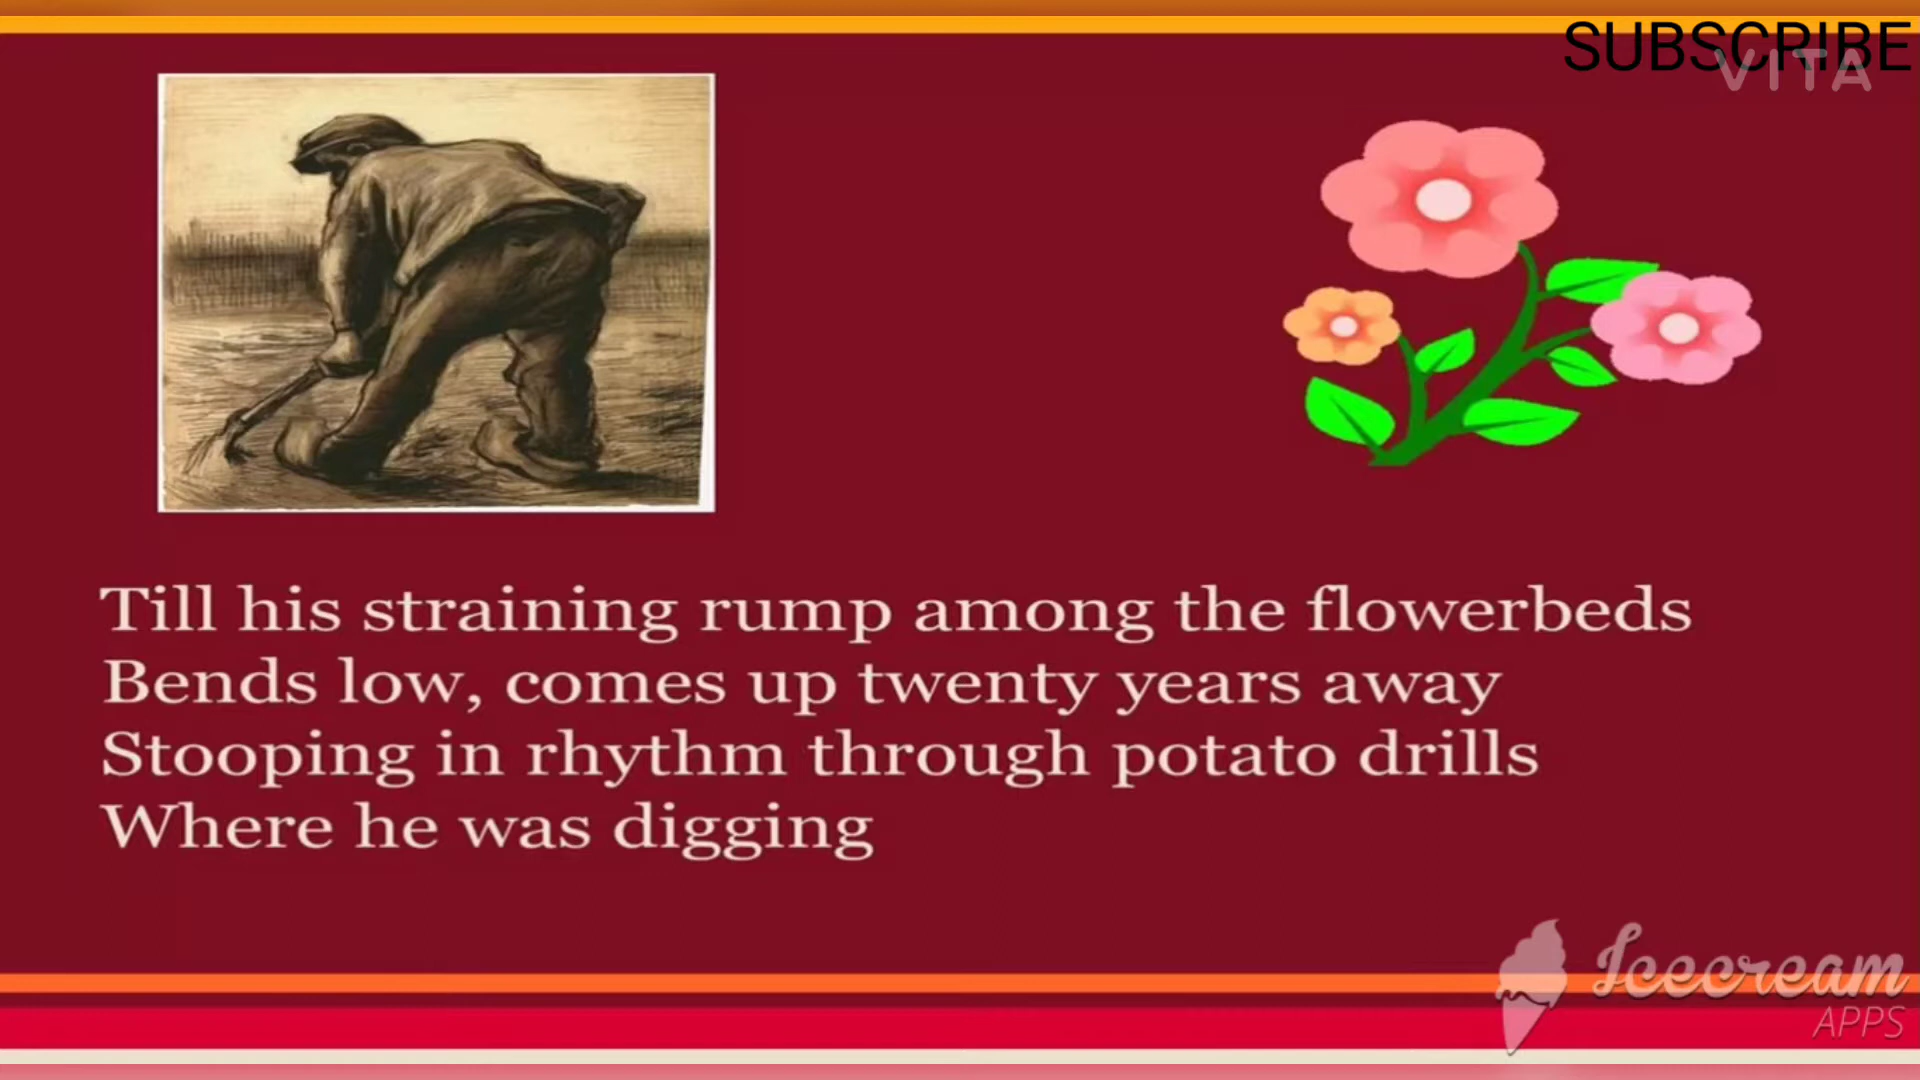 SUBSCRIBE
VITA
Till his straining rump among the flowerbeds
Bends low, comes up twenty years away
Stooping in rhythm through potato drills
Where he was digging
Icecream
APPS